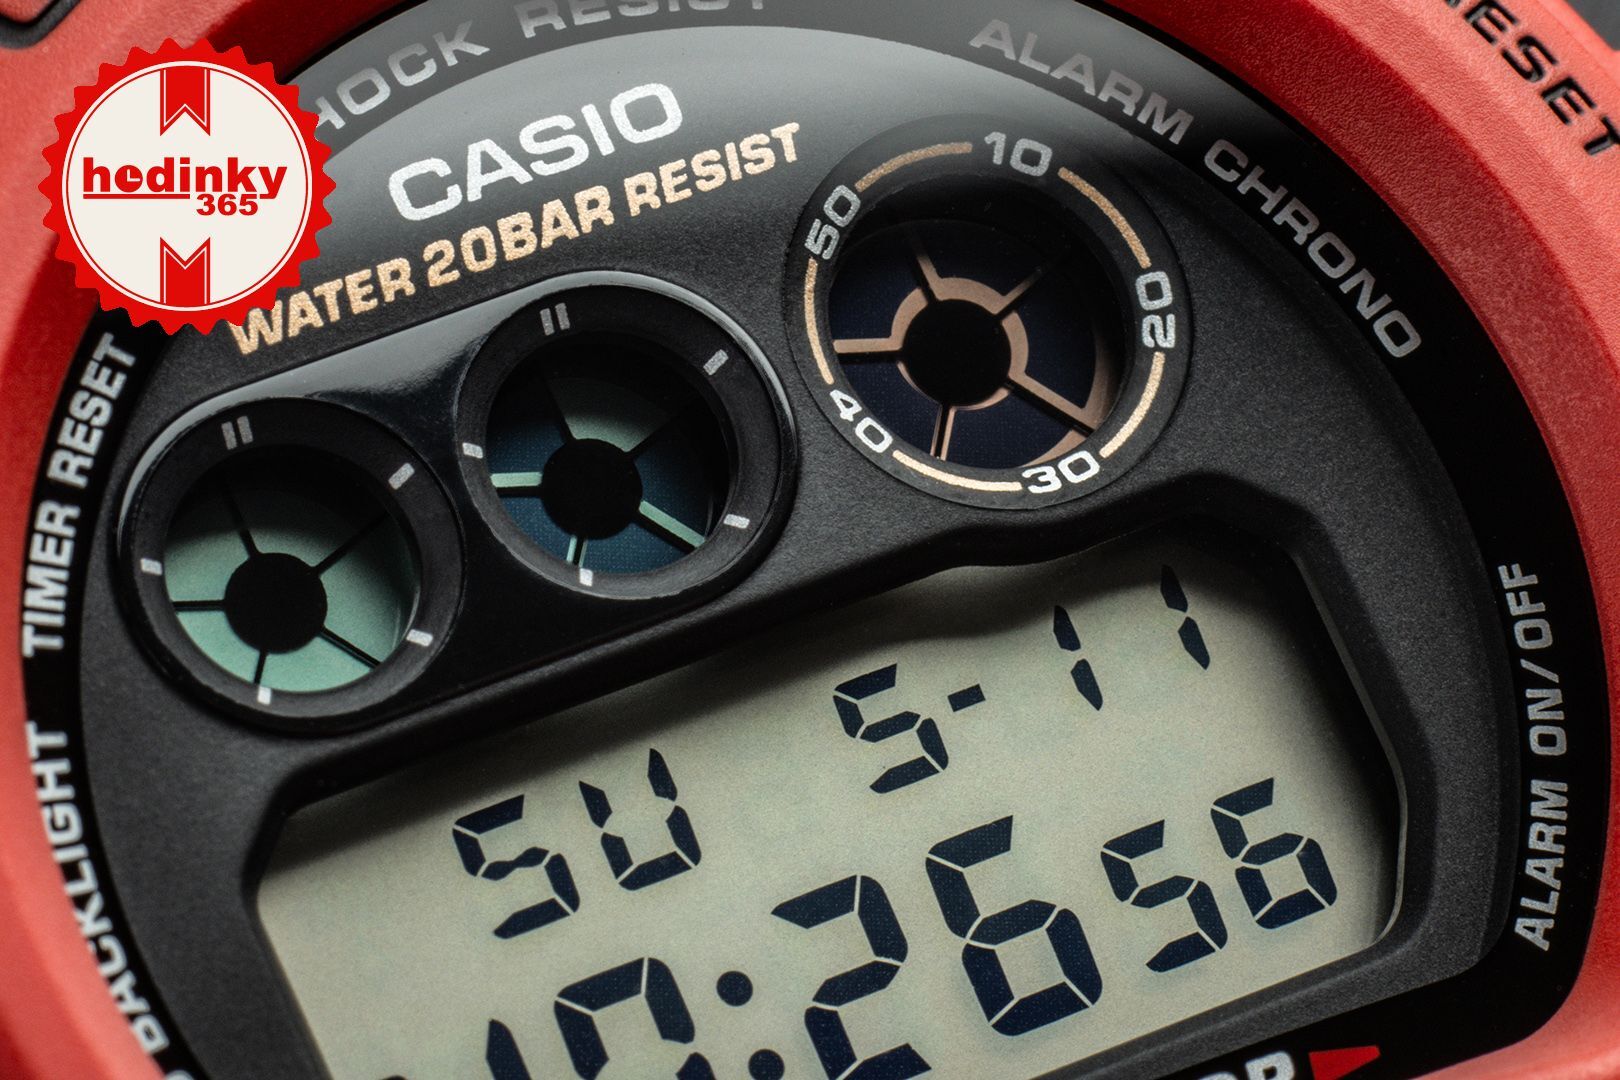 SHOCK RESIST
ALARM CHRONO
RESET
hodinky
365
CASIO
WATER 20BAR RESIST
10
20
30
40
50
TIMER RESET
BACKLIGHT
ALARM ON/OFF
SU 5-11
10:26 56